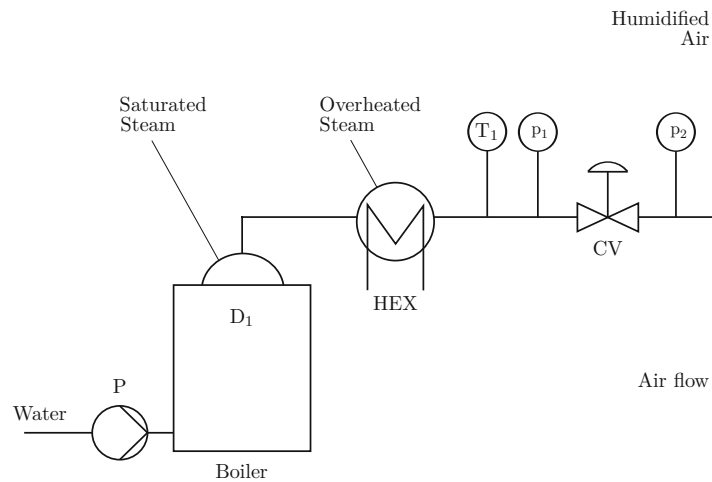 Humidified
Air
Saturated
Steam
Overheated
Steam
T1
p1
p2
CV
HEX
D1
Air flow
P
Water
Boiler